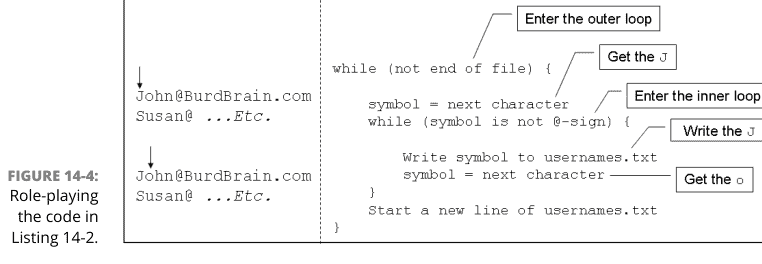 FIGURE 14-4:
Role-playing
the code in
Listing 14-2.
John@BurdBrain.com
Susan@ ...Etc.
John@BurdBrain.com
Susan@ ...Etc.
Enter the outer loop
while (not end of file) {
Get the J
symbol = next character
Enter the inner loop
while (symbol is not @-sign) {
Write the J
Write symbol to usernames.txt
symbol = next character
Get the o
}
Start a new line of usernames.txt
}